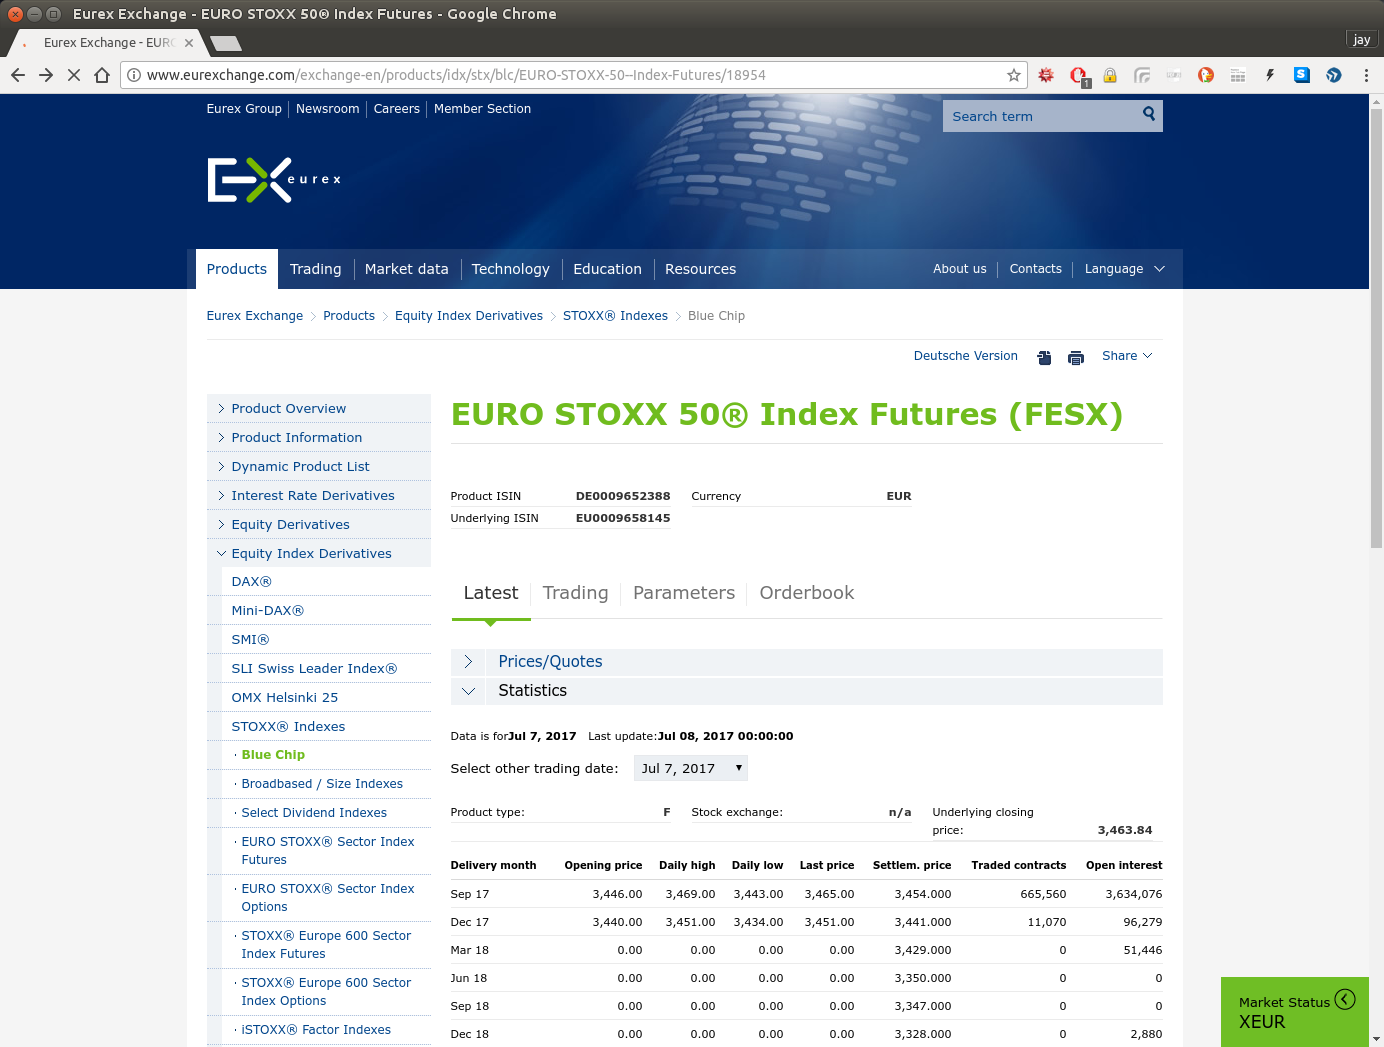 Eurex Exchange - EURO STOXX 50® Index Futures - Google Chrome
Eurex Exchange - EURO
jay
www.eurexchange.com/exchange-en/products/idx/stx/blc/EURO-STOXX-50--Index-Futures/18954
1
Eurex Group Newsroom Careers Member Section
Search term
eurex
Products Trading Market data Technology Education Resources About us Contacts Language
Eurex Exchange Products Equity Index Derivatives STOXX® Indexes Blue Chip
Deutsche Version Share
Product Overview
Product Information
Dynamic Product List
Interest Rate Derivatives
Equity Derivatives
Equity Index Derivatives
DAX®
Mini-DAX®
SMI®
SLI Swiss Leader Index®
OMX Helsinki 25
STOXX® Indexes
· Blue Chip
· Broadbased / Size Indexes
· Select Dividend Indexes
· EURO STOXX® Sector Index
Futures
· EURO STOXX® Sector Index
Options
· STOXX® Europe 600 Sector
Index Futures
· STOXX® Europe 600 Sector
Index Options
· iSTOXX® Factor Indexes
EURO STOXX 50® Index Futures (FESX)
Product ISIN DE0009652388 Currency EUR
Underlying ISIN EU0009658145
Latest Trading Parameters Orderbook
Prices/Quotes
Statistics
Data is for Jul 7, 2017 Last update: Jul 08, 2017 00:00:00
Select other trading date: Jul 7, 2017
Product type: F Stock exchange: n/a Underlying closing
price: 3,463.84
Delivery month Opening price Daily high Daily low Last price Settlem. price Traded contracts Open interest
Sep 17 3,446.00 3,469.00 3,443.00 3,465.00 3,454.000 665,560 3,634,076
Dec 17 3,440.00 3,451.00 3,434.00 3,451.00 3,441.000 11,070 96,279
Mar 18 0.00 0.00 0.00 0.00 3,429.000 0 51,446
Jun 18 0.00 0.00 0.00 0.00 3,350.000 0 0
Sep 18 0.00 0.00 0.00 0.00 3,347.000 0 0
Dec 18 0.00 0.00 0.00 0.00 3,328.000 0 2,880
Market Status
XEUR